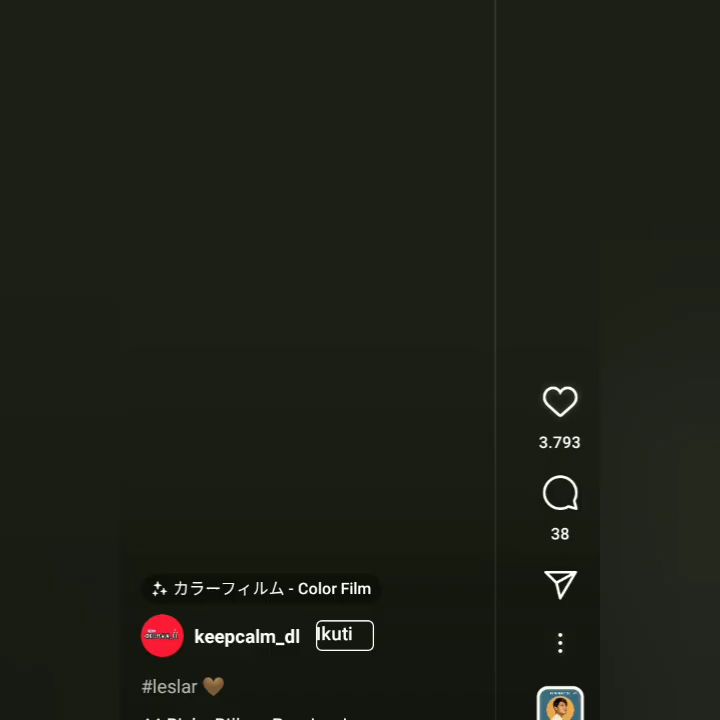 3.793
38
カラーフィルム - Color Film
keepcalm_dl Ikuti
#leslar 🤎